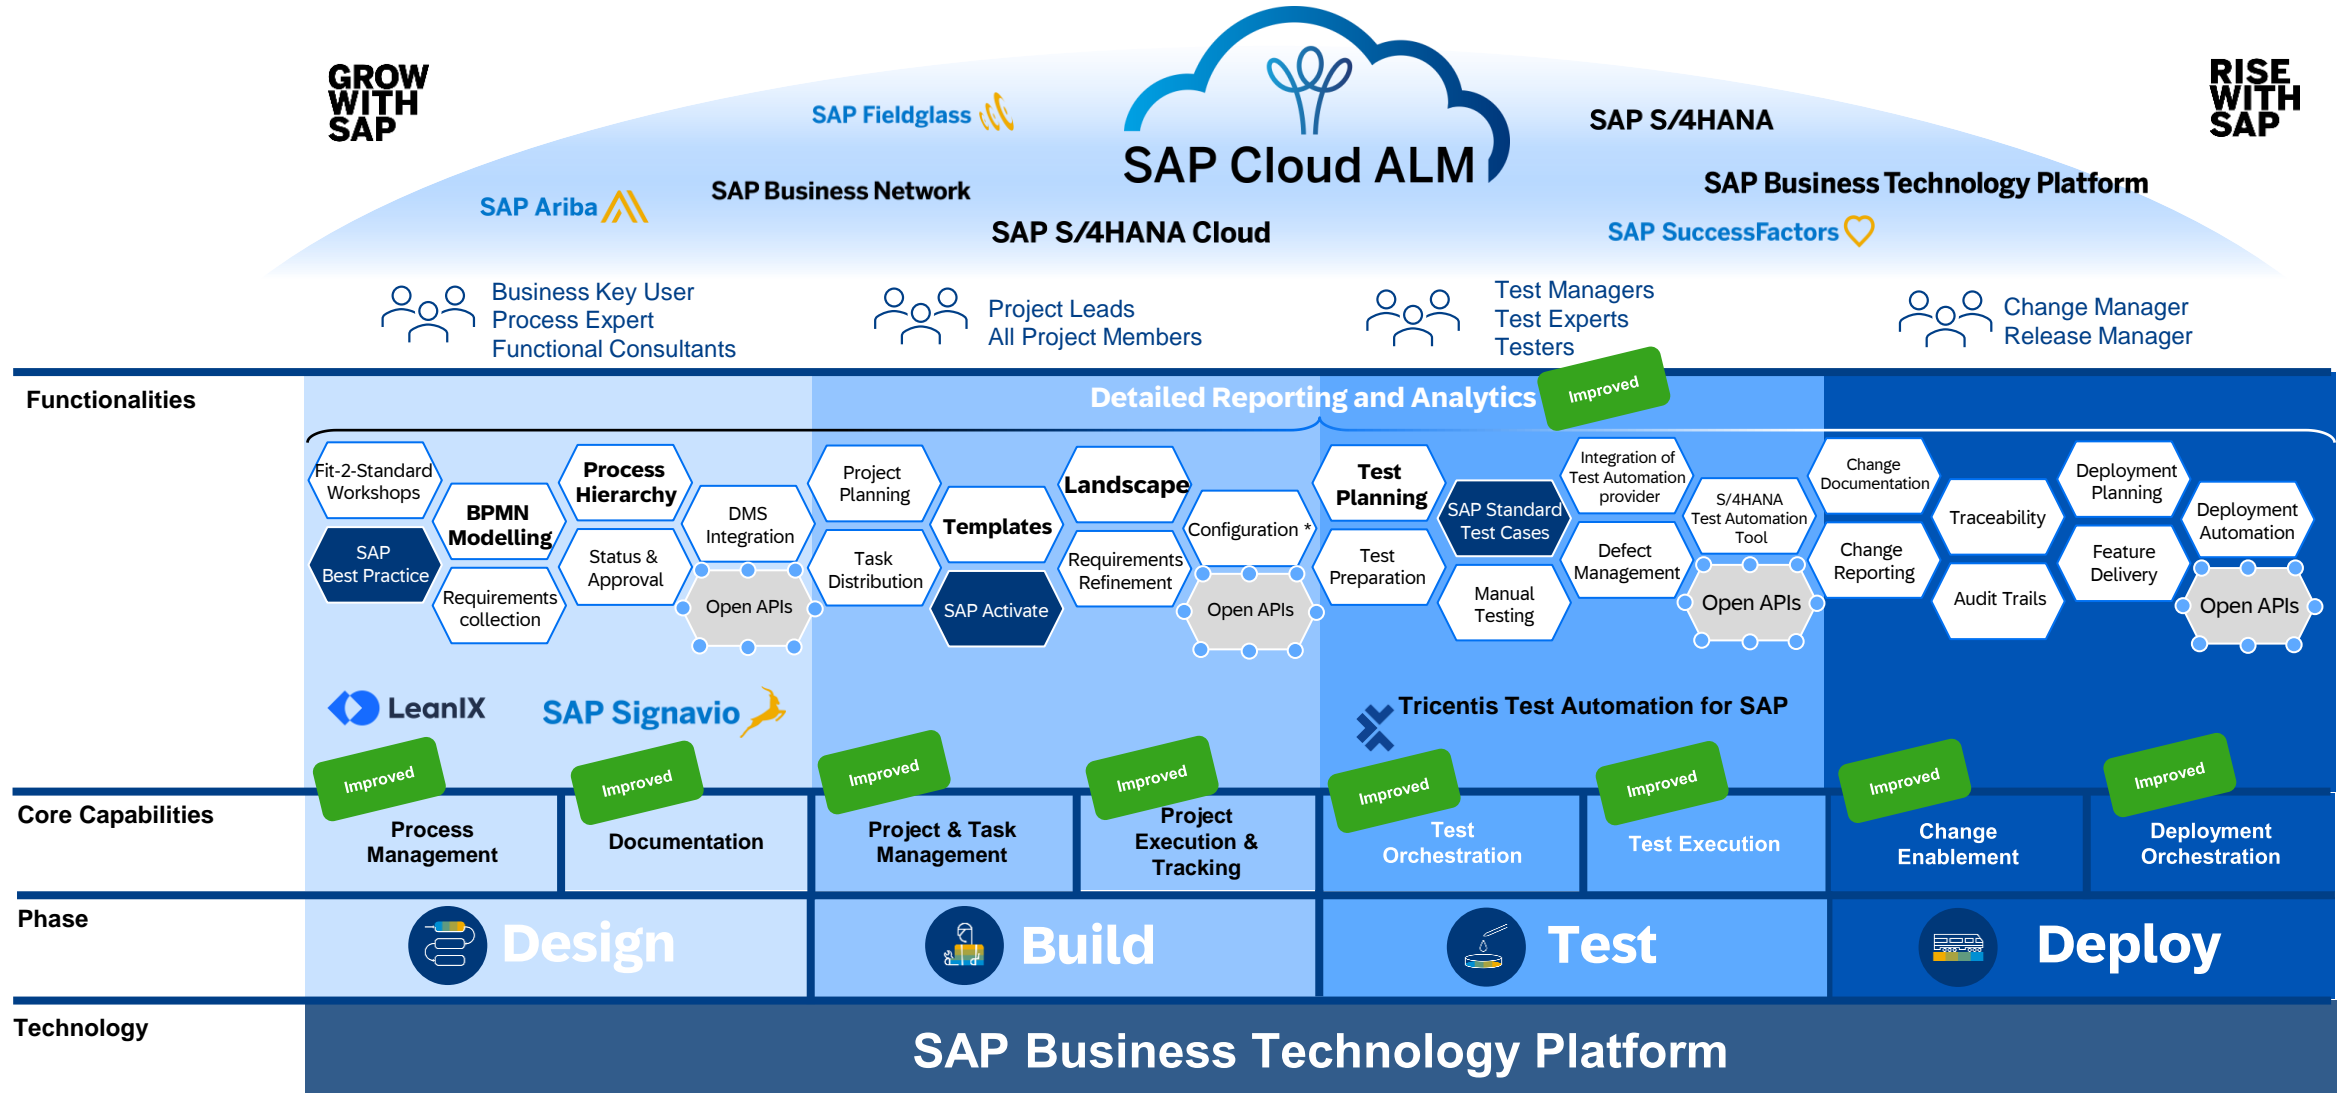 GROW
WITH
SAP
SAP Fieldglass
SAP Cloud ALM
SAP S/4HANA
RISE
WITH
SAP
SAP Ariba
SAP Business Network
SAP S/4HANA Cloud
SAP Business Technology Platform
SAP SuccessFactors
Business Key User
Process Expert
Functional Consultants
Project Leads
All Project Members
Test Managers
Test Experts
Testers
Change Manager
Release Manager
Functionalities
Detailed Reporting and Analytics
Improved
Fit-2-Standard
Workshops
SAP
Best Practice
BPMN
Modelling
Requirements
collection
Process
Hierarchy
Status &
Approval
DMS
Integration
Open APIs
Project
Planning
Task
Distribution
Templates
SAP Activate
Landscape
Requirements
Refinement
Configuration *
Open APIs
Test
Planning
Test
Preparation
SAP Standard
Test Cases
Manual
Testing
Integration of
Test Automation
provider
Defect
Management
S/4HANA
Test Automation
Tool
Open APIs
Change
Documentation
Change
Reporting
Traceability
Audit Trails
Deployment
Planning
Feature
Delivery
Deployment
Automation
Open APIs
LeanIX
SAP Signavio
Tricentis Test Automation for SAP
Core Capabilities
Improved
Process
Management
Improved
Documentation
Improved
Project & Task
Management
Improved
Project
Execution &
Tracking
Improved
Test
Orchestration
Improved
Test Execution
Improved
Change
Enablement
Improved
Deployment
Orchestration
Phase
Design
Build
Test
Deploy
Technology
SAP Business Technology Platform